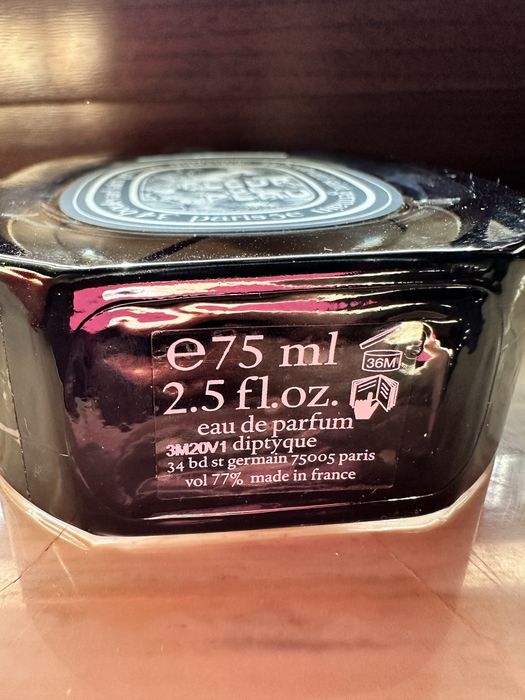 e75 ml
36M
2.5 fl.oz.
eau de parfum
3M20V1 diptyque
34 bd st germain 75005 paris
vol 77% made in france